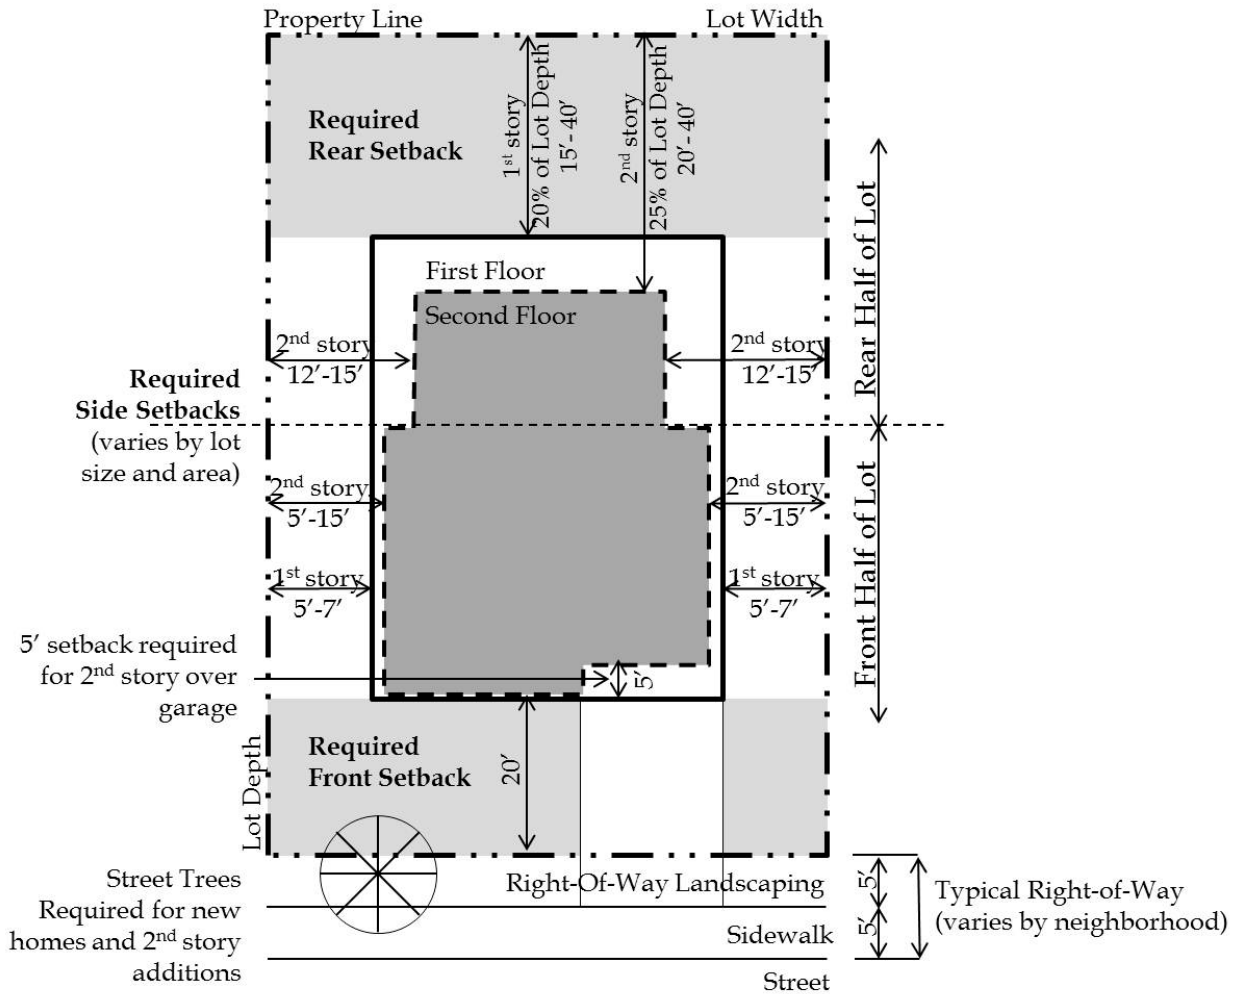 Property Line
Lot Width
Required
Rear Setback
1st story
20% of Lot Depth
15′-40′
2nd story
25% of Lot Depth
20′-40′
First Floor
Second Floor
2nd story
12′-15′
2nd story
12′-15′
Rear Half of Lot
Required
Side Setbacks
(varies by lot
size and area)
2nd story
5′-15′
2nd story
5′-15′
Front Half of Lot
1st story
5′-7′
1st story
5′-7′
5′ setback required
for 2nd story over
garage
5′
Required
Front Setback
20′
Lot Depth
Street Trees
Required for new
homes and 2nd story
additions
Right-Of-Way Landscaping
5′
Sidewalk
5′
Street
Typical Right-of-Way
(varies by neighborhood)